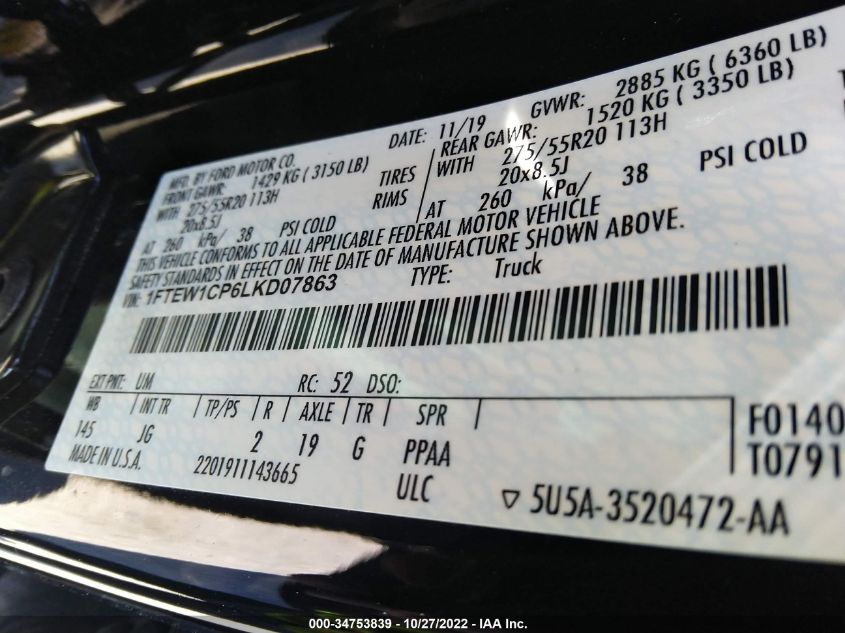 MFD. BY FORD MOTOR CO.
DATE: 11/19 GVWR: 2885 KG ( 6360 LB)
FRONT GAWR: 1429 KG ( 3150 LB)
REAR GAWR: 1520 KG ( 3350 LB)
WITH 275/55R20 113H TIRES WITH 275/55R20 113H
20x8.5J RIMS 20x8.5J
AT 260 kPa/ 38 PSI COLD AT 260 kPa/ 38 PSI COLD
THIS VEHICLE CONFORMS TO ALL APPLICABLE FEDERAL MOTOR VEHICLE
SAFETY STANDARDS IN EFFECT ON THE DATE OF MANUFACTURE SHOWN ABOVE.
VIN: 1FTEW1CP6LKD07863 TYPE: Truck
EXT PNT: UM RC: 52 DSO:
WB INT TR TP/PS R AXLE TR SPR
145 JG 2 19 G PPAA
F0140
T0791
MADE IN U.S.A. 2201911143665 ULC
5U5A-3520472-AA
000-34753839 - 10/27/2022 - IAA Inc.